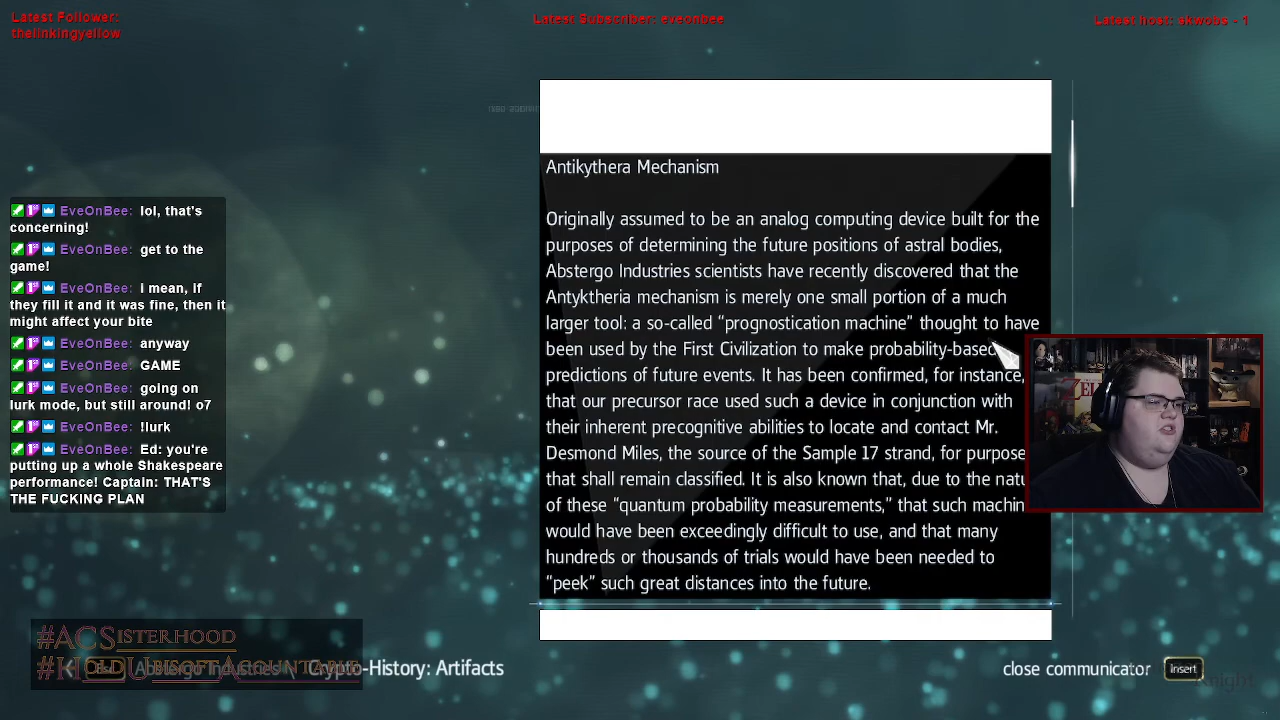 Latest Follower:
thelinkingyellow
Latest Subscriber: eveonbee
Latest host: skwobs - 1
Antikythera Mechanism
Originally assumed to be an analog computing device built for the
purposes of determining the future positions of astral bodies,
Abstergo Industries scientists have recently discovered that the
Antyktheria mechanism is merely one small portion of a much
larger tool: a so-called “prognostication machine” thought to have
been used by the First Civilization to make probability-based
predictions of future events. It has been confirmed, for instance,
that our precursor race used such a device in conjunction with
their inherent precognitive abilities to locate and contact Mr.
Desmond Miles, the source of the Sample 17 strand, for purpose
that shall remain classified. It is also known that, due to the natu
of these “quantum probability measurements,” that such machin
would have been exceedingly difficult to use, and that many
hundreds or thousands of trials would have been needed to
“peek” such great distances into the future.
EveOnBee: lol, that's
concerning!
EveOnBee: get to the
game!
EveOnBee: I mean, If
they fill it and it was fine, then it
might affect your bite
EveOnBee: anyway
EveOnBee: GAME
EveOnBee: going on
lurk mode, but still around! o7
EveOnBee: !lurk
EveOnBee: Ed: you're
putting up a whole Shakespeare
performance! Captain: THAT'S
THE FUCKING PLAN
#ACSisterhood
#HoldUbisoftAccountable
Esc Abstergo Industries \ Crypto-History: Artifacts
close communicator insert